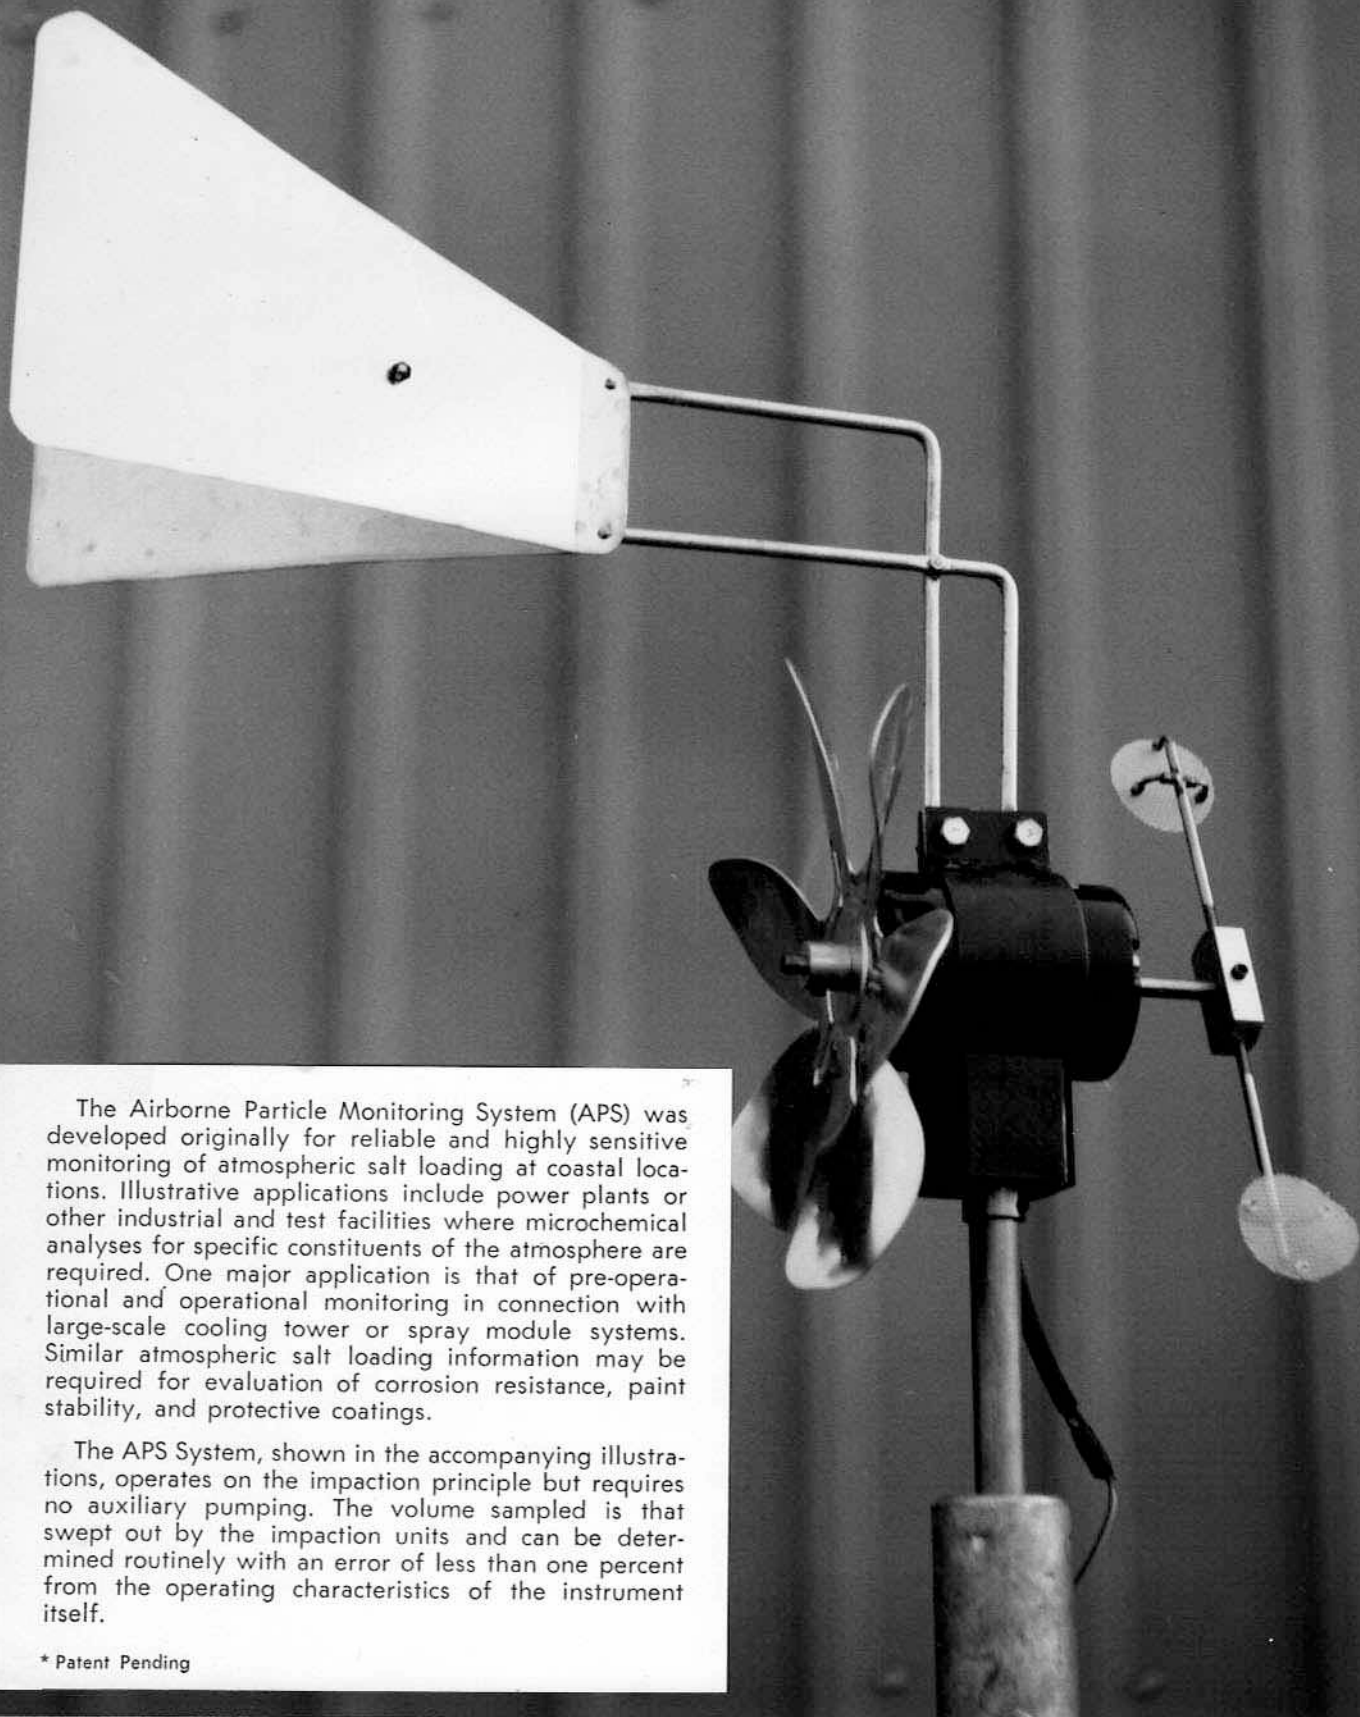 The Airborne Particle Monitoring System (APS) was
developed originally for reliable and highly sensitive
monitoring of atmospheric salt loading at coastal loca-
tions. Illustrative applications include power plants or
other industrial and test facilities where microchemical
analyses for specific constituents of the atmosphere are
required. One major application is that of pre-opera-
tional and operational monitoring in connection with
large-scale cooling tower or spray module systems.
Similar atmospheric salt loading information may be
required for evaluation of corrosion resistance, paint
stability, and protective coatings.
The APS System, shown in the accompanying illustra-
tions, operates on the impaction principle but requires
no auxiliary pumping. The volume sampled is that
swept out by the impaction units and can be deter-
mined routinely with an error of less than one percent
from the operating characteristics of the instrument
itself.
* Patent Pending